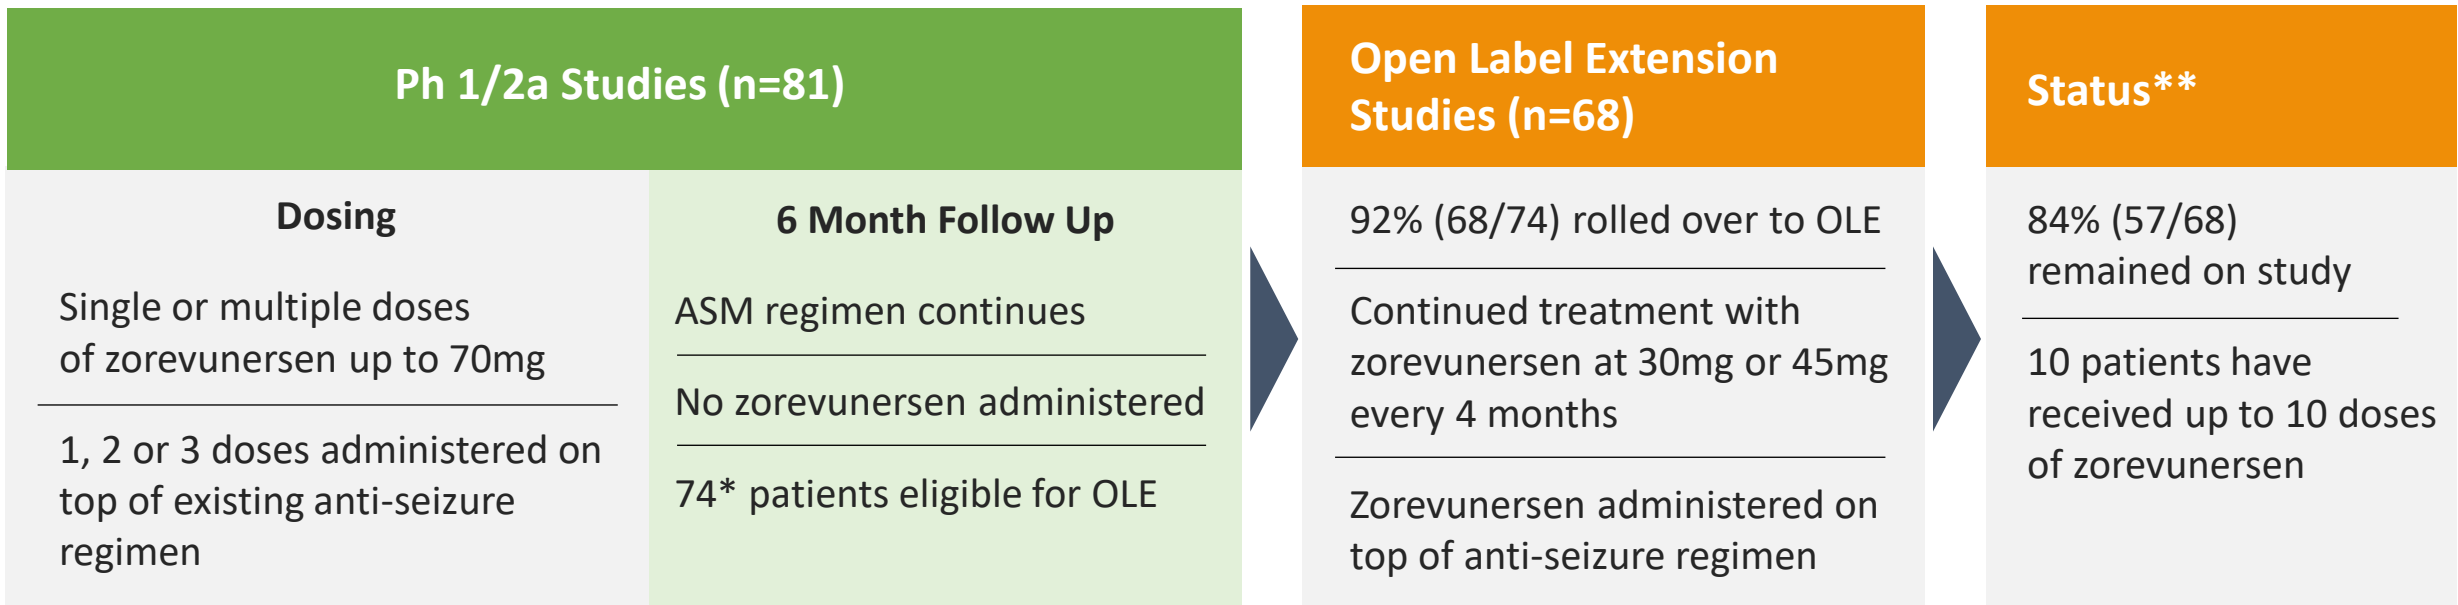 Ph 1/2a Studies (n=81)
Dosing
Single or multiple doses
of zorevunersen up to 70mg
1, 2 or 3 doses administered on
top of existing anti-seizure
regimen
6 Month Follow Up
ASM regimen continues
No zorevunersen administered
74* patients eligible for OLE
Open Label Extension
Studies (n=68)
92% (68/74) rolled over to OLE
Continued treatment with
zorevunersen at 30mg or 45mg
every 4 months
Zorevunersen administered on
top of anti-seizure regimen
Status**
84% (57/68)
remained on study
10 patients have
received up to 10 doses
of zorevunersen